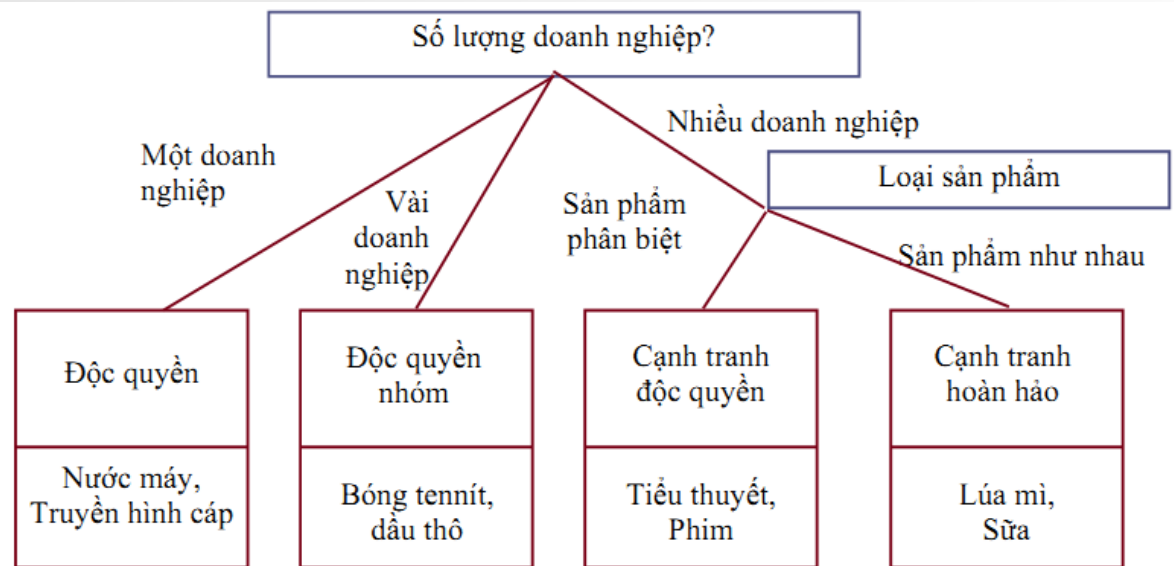 Số lượng doanh nghiệp?
Một doanh
nghiệp
Vài
doanh
nghiệp
Nhiều doanh nghiệp
Loại sản phẩm
Sản phẩm
phân biệt
Sản phẩm như nhau
Độc quyền
Độc quyền
nhóm
Cạnh tranh
độc quyền
Cạnh tranh
hoàn hảo
Nước máy,
Truyền hình cáp
Bóng tennít,
dầu thô
Tiểu thuyết,
Phim
Lúa mì,
Sữa